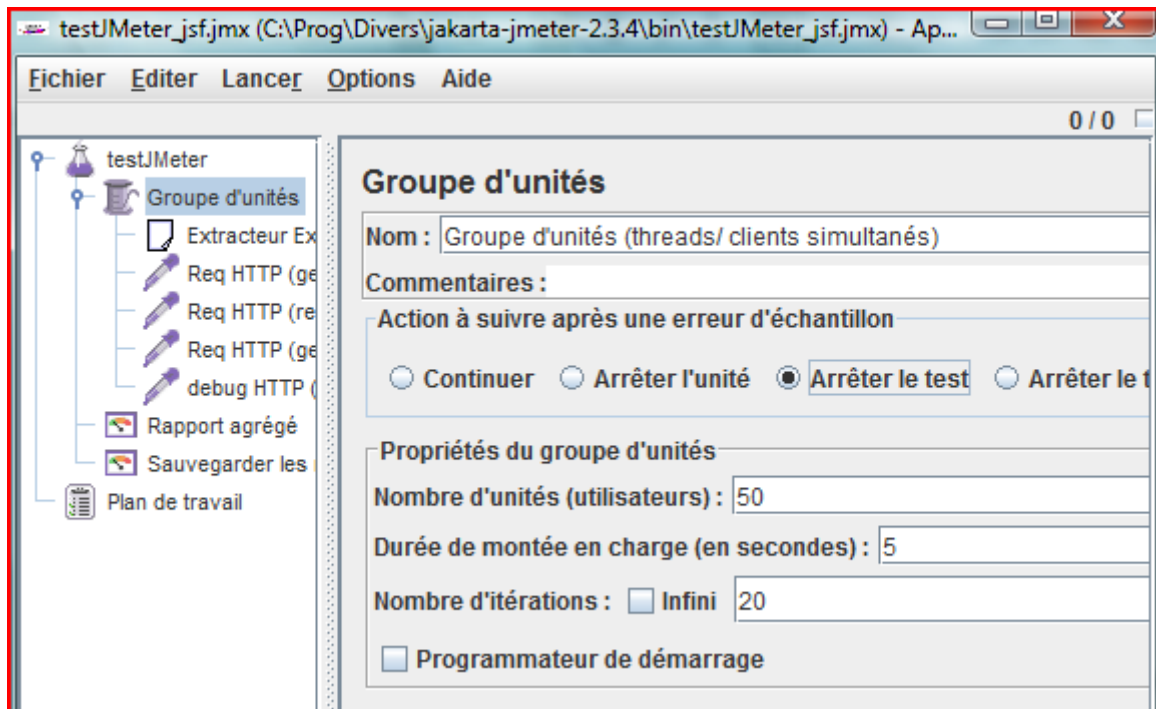 testJMeter_jsf.jmx (C:\Prog\Divers\jakarta-jmeter-2.3.4\bin\testJMeter_jsf.jmx) - Ap...
Fichier Editer Lancer Options Aide
0 / 0
testJMeter
Groupe d'unités
Extracteur Ex
Req HTTP (ge
Req HTTP (re
Req HTTP (ge
debug HTTP (
Rapport agrégé
Sauvegarder les
Plan de travail
Groupe d'unités
Nom : Groupe d'unités (threads/ clients simultanés)
Commentaires :
Action à suivre après une erreur d'échantillon
Continuer Arrêter l'unité Arrêter le test Arrêter le t
Propriétés du groupe d'unités
Nombre d'unités (utilisateurs) : 50
Durée de montée en charge (en secondes) : 5
Nombre d'itérations : Infini 20
Programmateur de démarrage